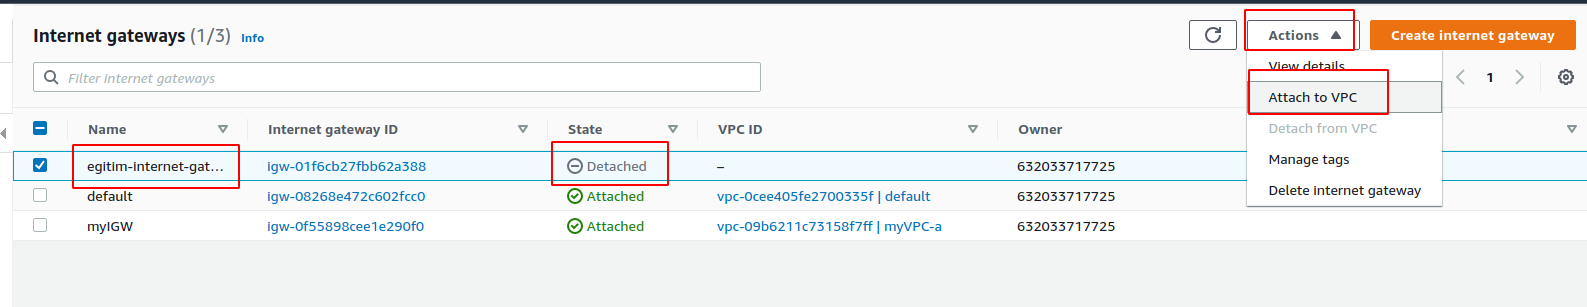 Internet gateways (1/3) Info
Actions
Create internet gateway
Filter internet gateways
View details
1
Attach to VPC
Detach from VPC
Manage tags
Delete internet gateway
Name Internet gateway ID State VPC ID Owner
egitim-internet-gat... igw-01f6cb27fbb62a388 Detached – 632033717725
default igw-08268e472c602fcc0 Attached vpc-0cee405fe2700335f | default 632033717725
myIGW igw-0f55898cee1e290f0 Attached vpc-09b6211c73158f7ff | myVPC-a 632033717725